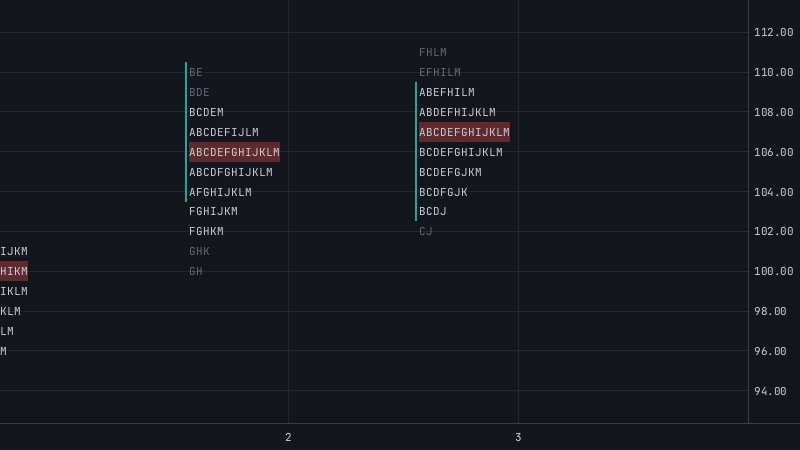 112.00
FHLM
BE
EFHILM
110.00
BDE
ABEFHILM
BCDEM
ABDEFHIJKLM
108.00
ABCDEFIJLM
ABCDEFGHIJKLM
ABCDEFGHIJKLM
BCDEFGHIJKLM
106.00
ABCDFGHIJKLM
BCDEFGJKM
AFGHIJKLM
BCDFGJK
104.00
FGHIJKM
BCDJ
FGHKM
CJ
102.00
IJKM
GHK
HIKM
GH
100.00
IKLM
KLM
98.00
LM
M
96.00
94.00
2
3